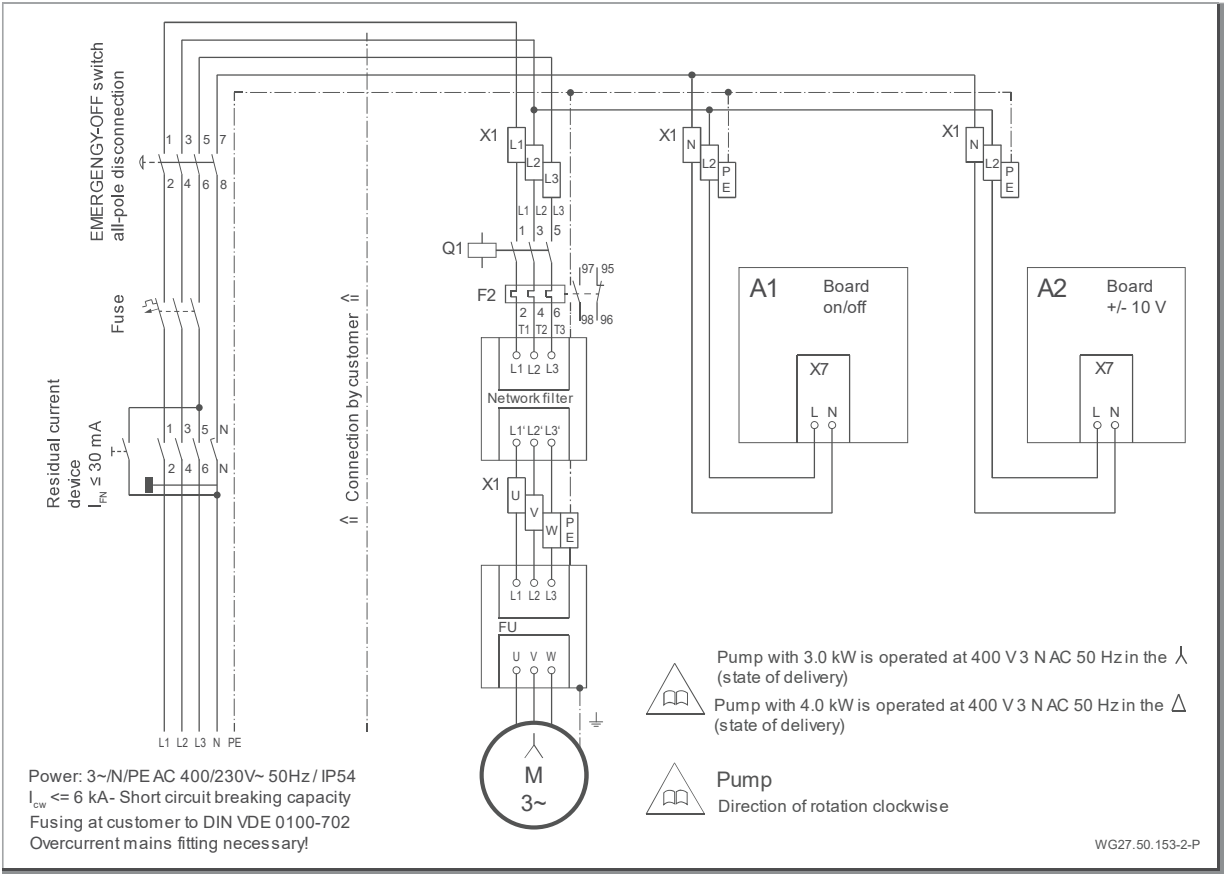 EMERGENGY-OFF switch
all-pole disconnection
1 3 5 7
2 4 6 8
Fuse
Residual current
device
IFN ≤ 30 mA
1 3 5 N
2 4 6 N
L1 L2 L3 N PE
<= Connection by customer <=
X1
L1
L2
L3
L1 L2 L3
1 3 5
Q1
97 95
F2
2 4 6
98 96
T1 T2 T3
L1 L2 L3
Network filter
L1' L2' L3'
X1
U
V
W
PE
L1 L2 L3
FU
U V W
M
3~
X1
N
L2
PE
X1
N
L2
PE
A1
Board
on/off
X7
L N
A2
Board
+/- 10 V
X7
L N
Pump with 3.0 kW is operated at 400 V 3 N AC 50 Hz in the
(state of delivery)
Pump with 4.0 kW is operated at 400 V 3 N AC 50 Hz in the Δ
(state of delivery)
Pump
Direction of rotation clockwise
Power: 3~/N/PE AC 400/230V~ 50Hz / IP54
Icw <= 6 kA- Short circuit breaking capacity
Fusing at customer to DIN VDE 0100-702
Overcurrent mains fitting necessary!
WG27.50.153-2-P